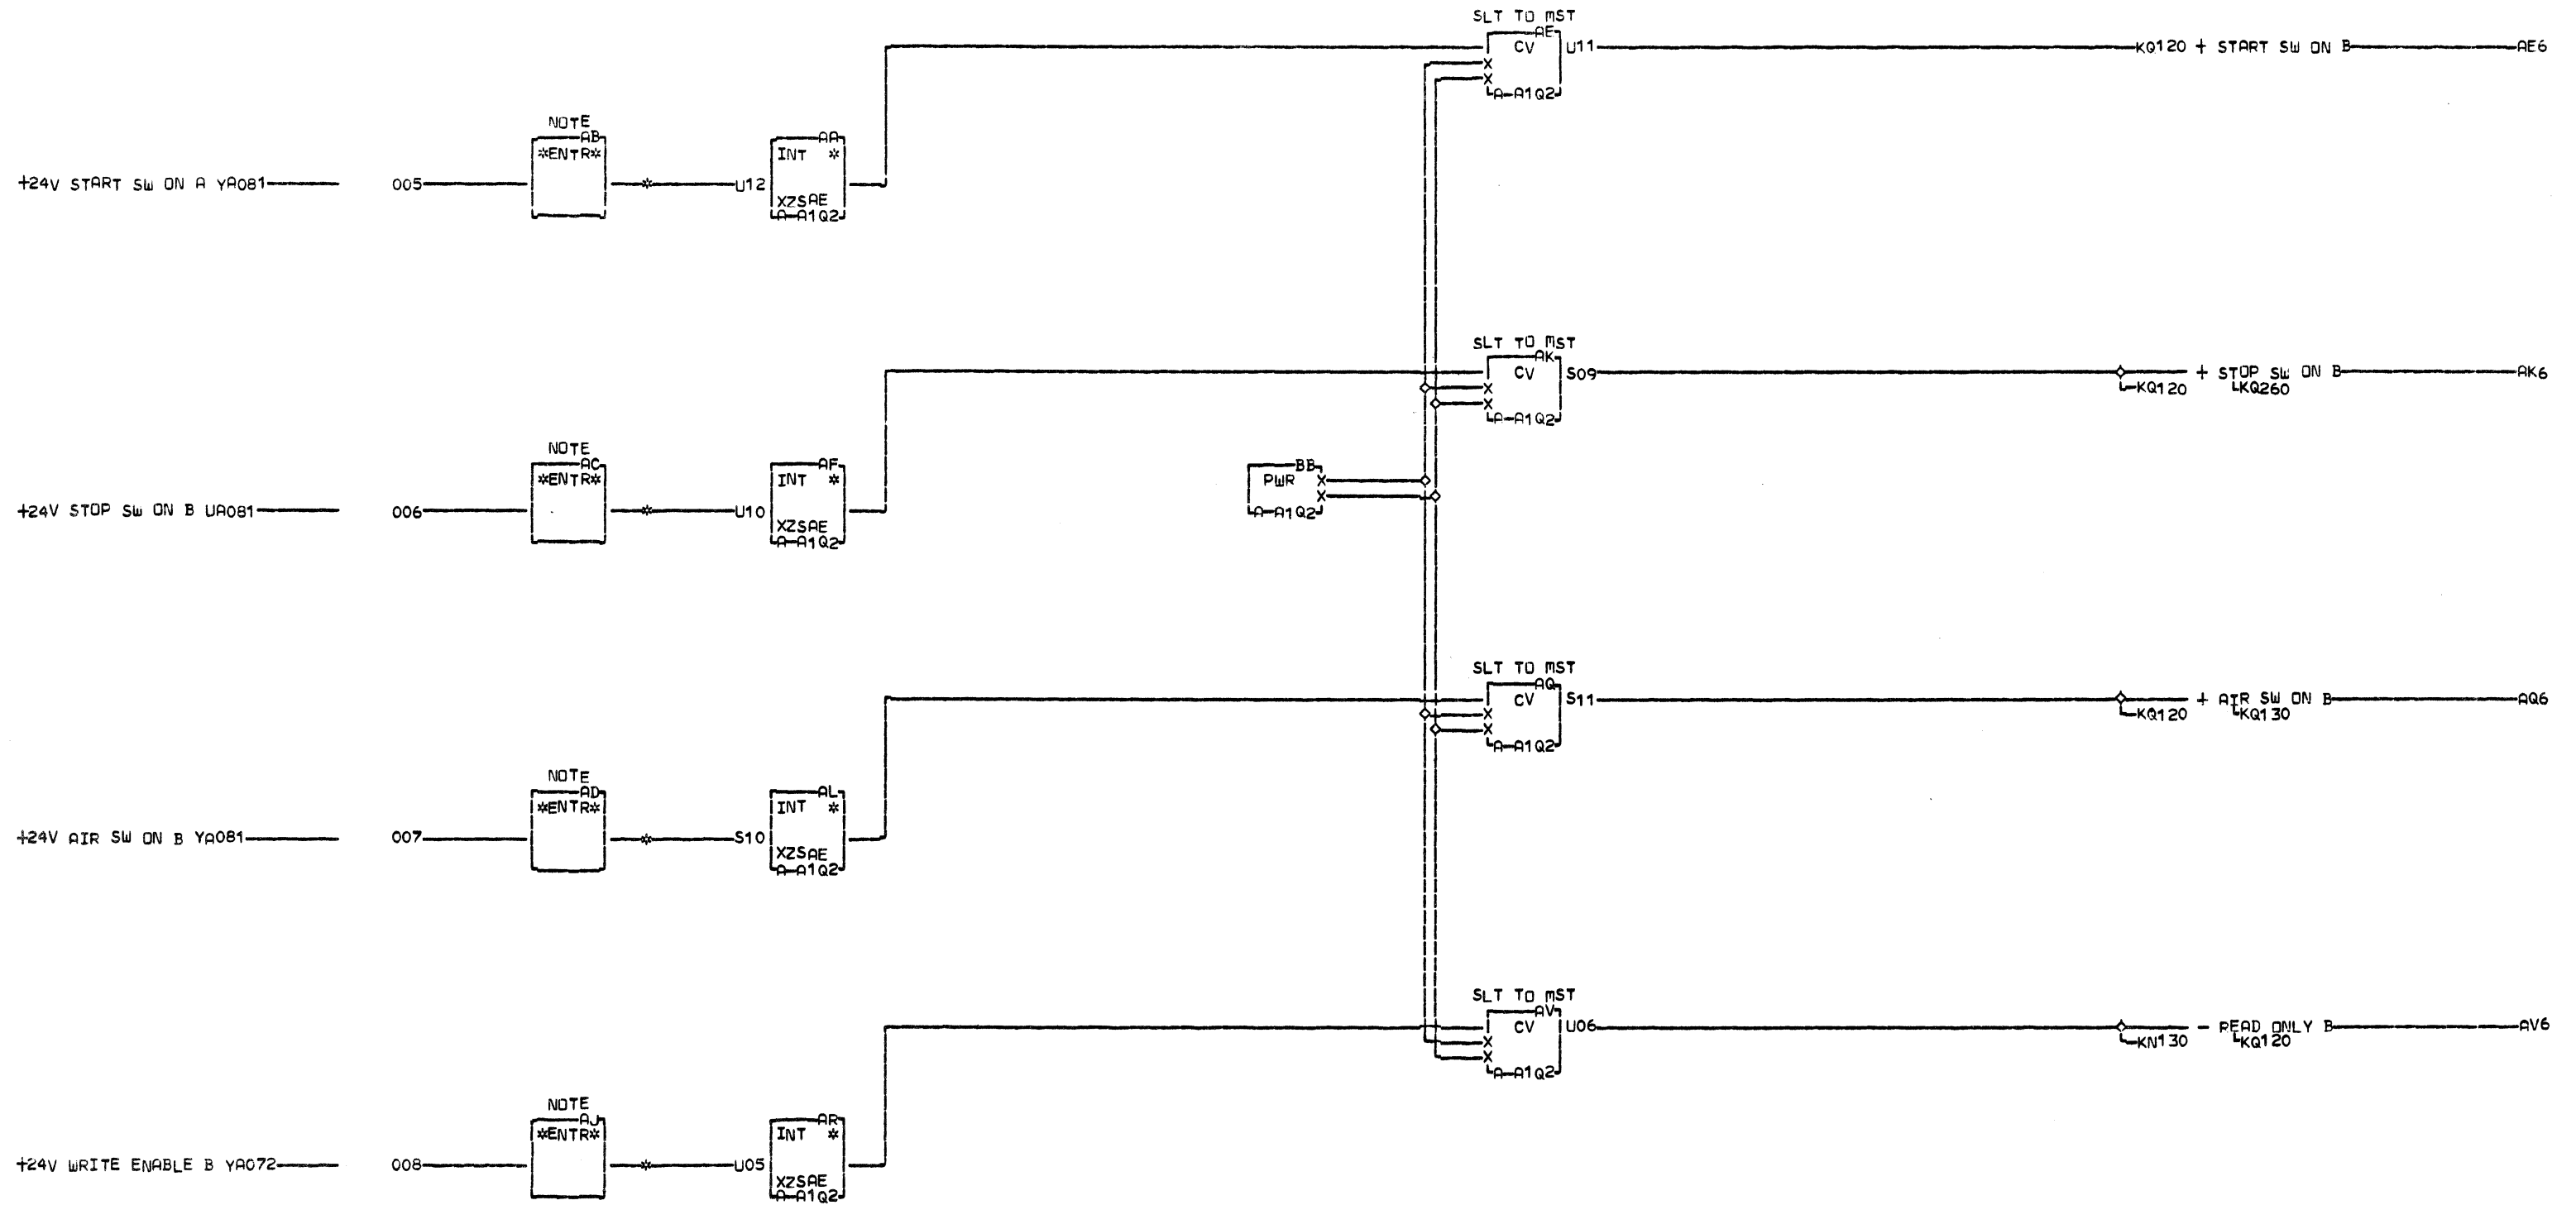 SLT TO MST
AE
CV U11 KQ120 + START SW ON B AE6
X
X
A-A1Q2
NOTE
AB AA
*ENTR* INT *
+24V START SW ON A YA081 005 * U12
XZSAE
A-A1Q2
SLT TO MST
AK
CV S09 + STOP SW ON B AK6
X KQ120 KQ260
X
A-A1Q2
NOTE
AC AF BB
*ENTR* INT * PWR X
X
+24V STOP SW ON B UA081 006 * U10 A-A1Q2
XZSAE
A-A1Q2
SLT TO MST
AQ
CV S11 + AIR SW ON B AQ6
X KQ120 KQ130
X
A-A1Q2
NOTE
AD AL
*ENTR* INT *
+24V AIR SW ON B YA081 007 * S10
XZSAE
A-A1Q2
SLT TO MST
AV
CV U06 - READ ONLY B AV6
X KN130 KQ120
X
A-A1Q2
NOTE
AJ AR
*ENTR* INT *
+24V WRITE ENABLE B YA072 008 * U05
XZSAE
A-A1Q2